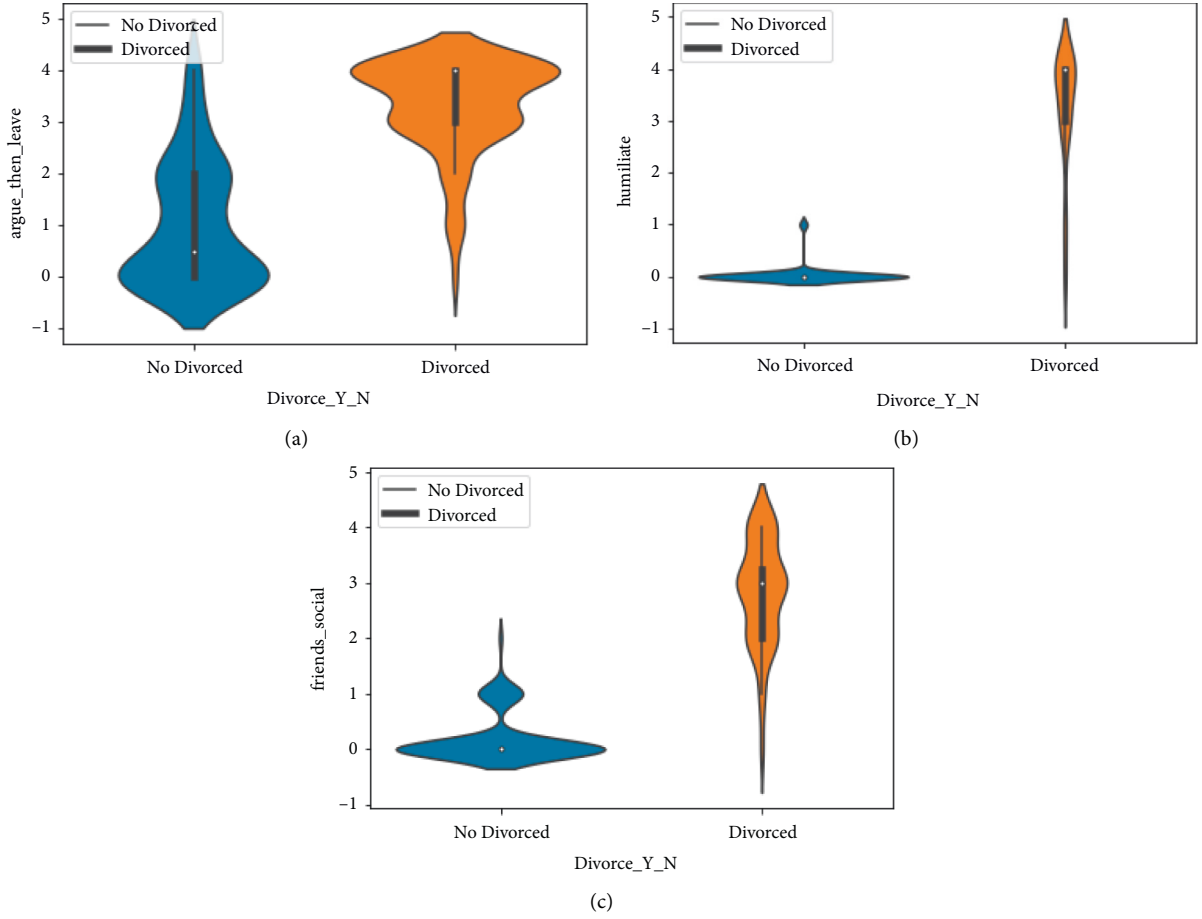 5
4
3
2
1
0
–1
argue_then_leave
No Divorced
Divorced
No Divorced
Divorced
Divorce_Y_N
(a)
5
4
3
2
1
0
–1
humiliate
No Divorced
Divorced
No Divorced
Divorced
Divorce_Y_N
(b)
5
4
3
2
1
0
–1
friends_social
No Divorced
Divorced
No Divorced
Divorced
Divorce_Y_N
(c)